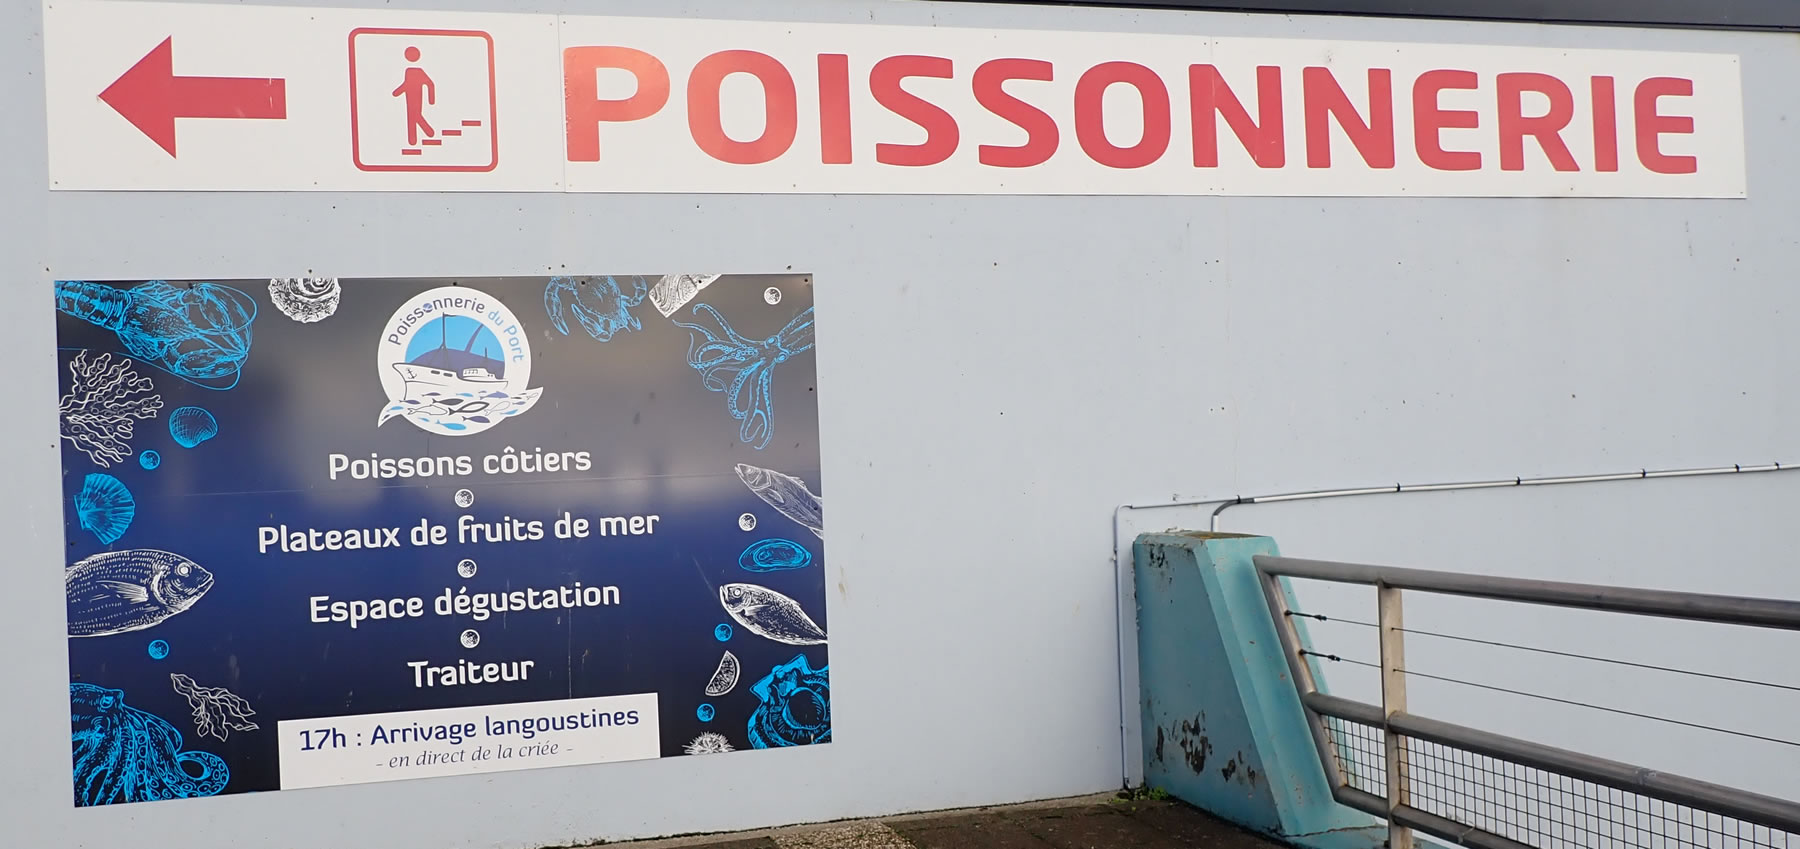 POISSONNERIE
Poissonnerie du Port
Poissons côtiers
Plateaux de fruits de mer
Espace dégustation
Traiteur
17h : Arrivage langoustines
- en direct de la criée -